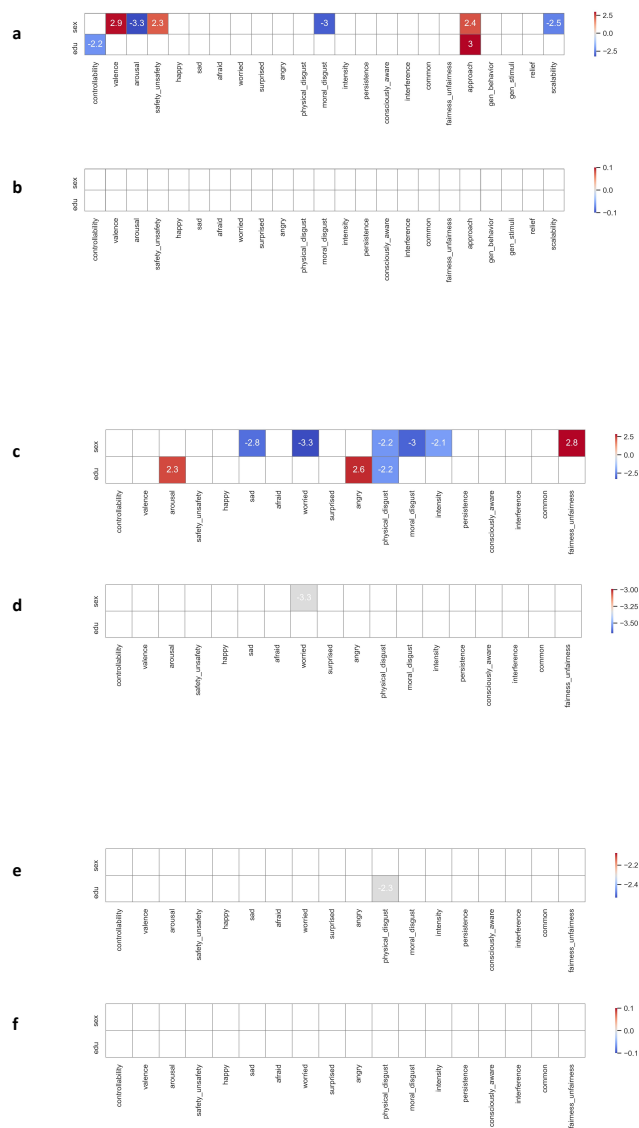 a
sex 2.9 -3.3 2.3 -3 2.4 -2.5
edu -2.2 3
2.5
0.0
−2.5
controllability valence arousal safety_unsafety happy sad afraid worried surprised angry physical_disgust moral_disgust intensity persistence consciously_aware interference common fairness_unfairness approach gen_behavior gen_stimuli relief scalability
b
sex
edu
0.1
0.0
−0.1
controllability valence arousal safety_unsafety happy sad afraid worried surprised angry physical_disgust moral_disgust intensity persistence consciously_aware interference common fairness_unfairness approach gen_behavior gen_stimuli relief scalability
c
sex -2.8 -3.3 -2.2 -3 -2.1 2.8
edu 2.3 2.6 -2.2
2.5
0.0
−2.5
controllability valence arousal safety_unsafety happy sad afraid worried surprised angry physical_disgust moral_disgust intensity persistence consciously_aware interference common fairness_unfairness
d
sex -3.3
edu
−3.00
−3.25
−3.50
controllability valence arousal safety_unsafety happy sad afraid worried surprised angry physical_disgust moral_disgust intensity persistence consciously_aware interference common fairness_unfairness
e
sex
edu -2.3
−2.2
−2.4
controllability valence arousal safety_unsafety happy sad afraid worried surprised angry physical_disgust moral_disgust intensity persistence consciously_aware interference common fairness_unfairness
f
sex
edu
0.1
0.0
−0.1
controllability valence arousal safety_unsafety happy sad afraid worried surprised angry physical_disgust moral_disgust intensity persistence consciously_aware interference common fairness_unfairness